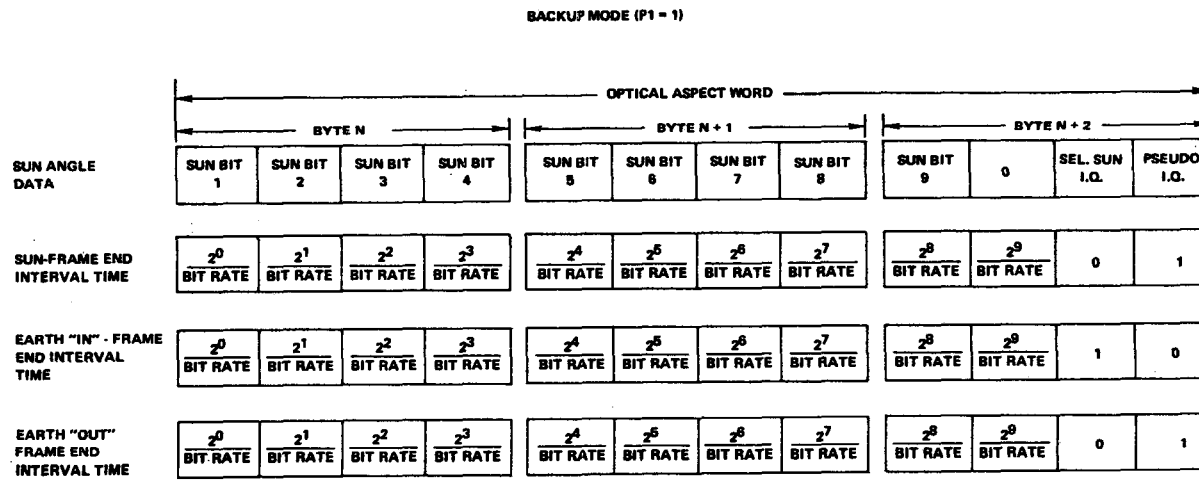 BACKUP MODE (P1 = 1)
OPTICAL ASPECT WORD
BYTE N BYTE N + 1 BYTE N + 2
SUN ANGLE DATA SUN BIT 1 SUN BIT 2 SUN BIT 3 SUN BIT 4 SUN BIT 5 SUN BIT 6 SUN BIT 7 SUN BIT 8 SUN BIT 9 0 SEL. SUN I.D. PSEUDO I.D.
SUN-FRAME END INTERVAL TIME 2^0/BIT RATE 2^1/BIT RATE 2^2/BIT RATE 2^3/BIT RATE 2^4/BIT RATE 2^5/BIT RATE 2^6/BIT RATE 2^7/BIT RATE 2^8/BIT RATE 2^9/BIT RATE 0 1
EARTH "IN" - FRAME END INTERVAL TIME 2^0/BIT RATE 2^1/BIT RATE 2^2/BIT RATE 2^3/BIT RATE 2^4/BIT RATE 2^5/BIT RATE 2^6/BIT RATE 2^7/BIT RATE 2^8/BIT RATE 2^9/BIT RATE 1 0
EARTH "OUT" FRAME END INTERVAL TIME 2^0/BIT RATE 2^1/BIT RATE 2^2/BIT RATE 2^3/BIT RATE 2^4/BIT RATE 2^5/BIT RATE 2^6/BIT RATE 2^7/BIT RATE 2^8/BIT RATE 2^9/BIT RATE 0 1